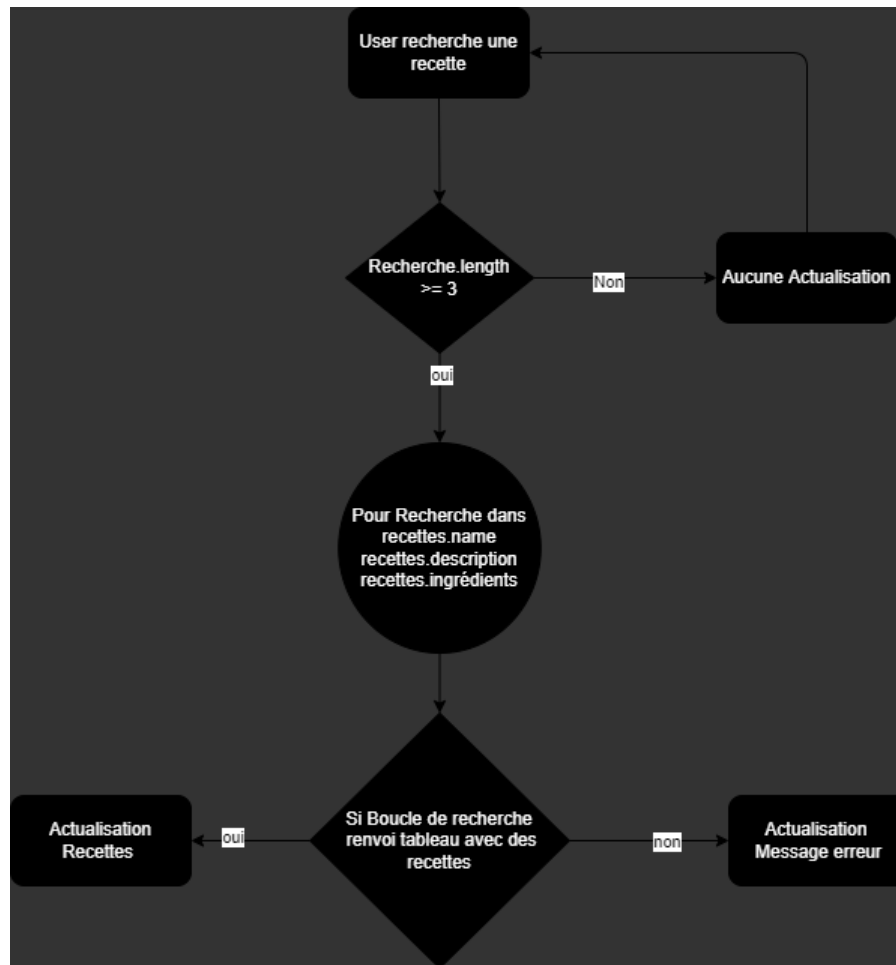 User recherche une
recette
Recherche.length
>= 3
Non
Aucune Actualisation
oui
Pour Recherche dans
recettes.name
recettes.description
recettes.ingrédients
Si Boucle de recherche
renvoi tableau avec des
recettes
oui
Actualisation
Recettes
non
Actualisation
Message erreur